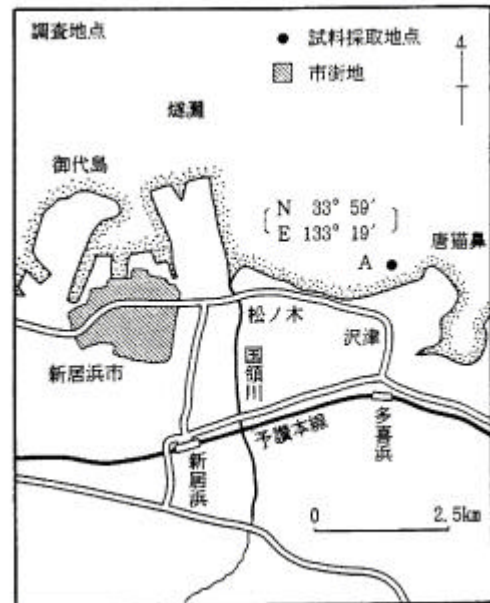 調査地点
● 試料採取地点
市街地
4
燧灘
御代島
N 33° 59′
E 133° 19′
唐猫鼻
A
松ノ木
沢津
新居浜市
国領川
予讃本線
新居浜
多喜浜
0 2.5km